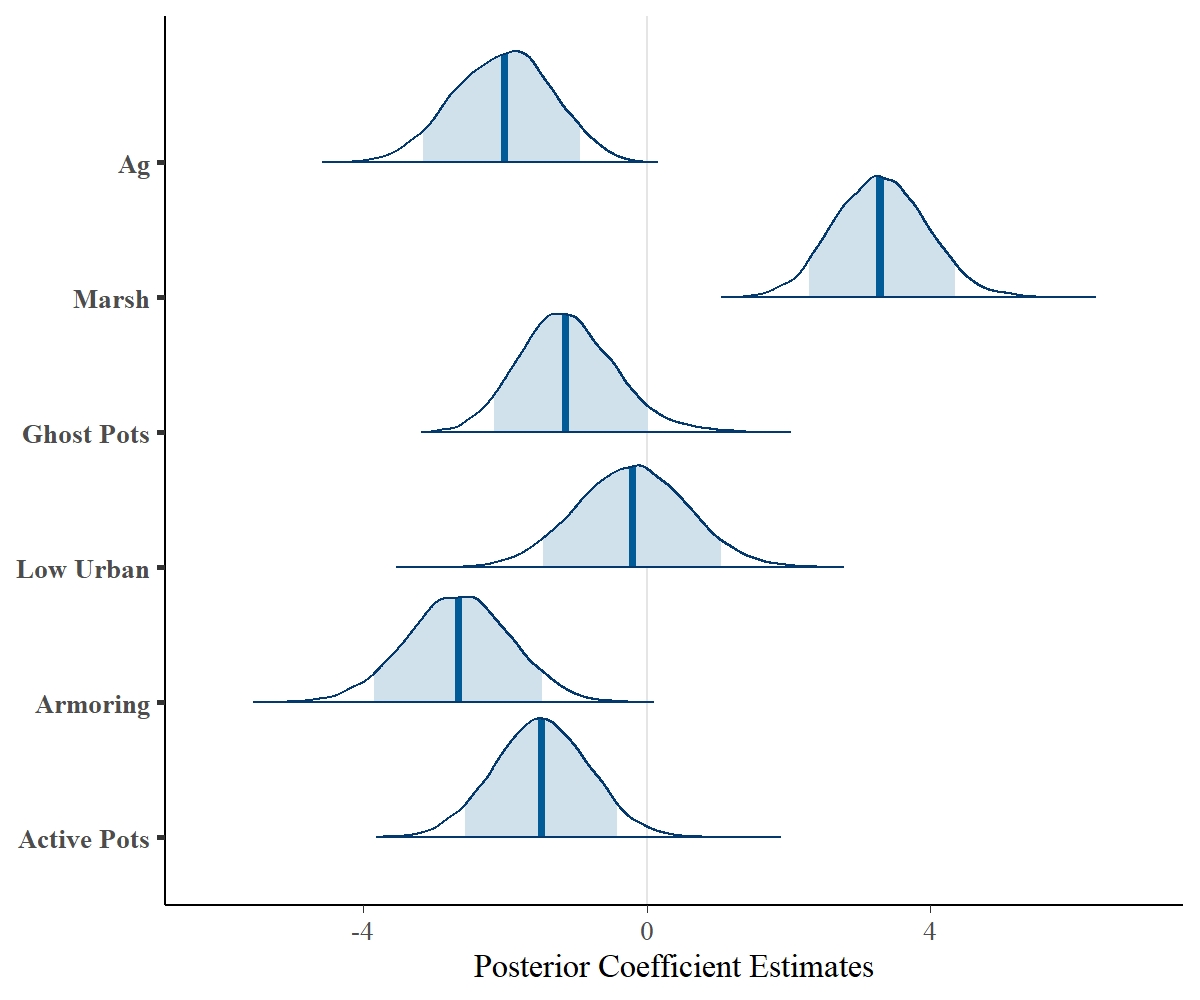 Ag
Marsh
Ghost Pots
Low Urban
Armoring
Active Pots
-4 0 4
Posterior Coefficient Estimates